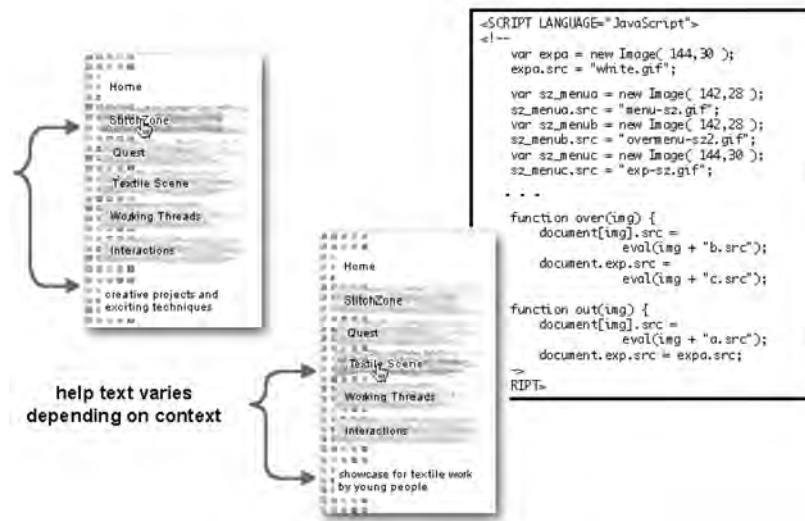 Home
StitchZone
Quest
Textile Scene
Working Threads
Interactions
creative projects and
exciting techniques
help text varies
depending on context
Home
StitchZone
Quest
Textile Scene
Working Threads
Interactions
showcase for textile work
by young people
<SCRIPT LANGUAGE="JavaScript">
<!--
var expa = new Image( 144,30 );
expa.src = "white.gif";
var sz_menua = new Image( 142,28 );
sz_menua.src = "menu-sz.gif";
var sz_menub = new Image( 142,28 );
sz_menub.src = "overmenu-sz2.gif";
var sz_menuc = new Image( 144,30 );
sz_menuc.src = "exp-sz.gif";
. . .
function over(img) {
document[img].src =
eval(img + "b.src");
document.exp.src =
eval(img + "c.src");
function out(img) {
document[img].src =
eval(img + "a.src");
document.exp.src = expa.src;
->
RIPT>